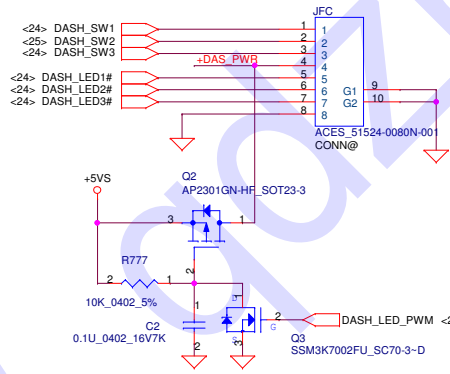 JFC
<24> DASH_SW1 1 1
<25> DASH_SW2 2 2
<24> DASH_SW3 3 3
+DAS_PWR 4 4
<24> DASH_LED1# 5 5
<24> DASH_LED2# 6 6 G1 9
<24> DASH_LED3# 7 7 G2 10
8 8
ACES_51524-0080N-001
CONN@
+5VS
Q2
AP2301GN-HF_SOT23-3
3 1
2
R777
2 1
10K_0402_5%
1
C2
0.1U_0402_16V7K
2
D
1
2
G
S
3
DASH_LED_PWM <2
Q3
SSM3K7002FU_SC70-3~D